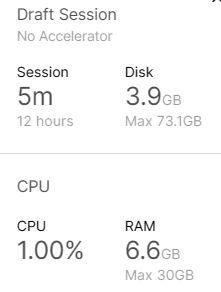 Draft Session
No Accelerator
Session Disk
5m 3.9GB
12 hours Max 73.1GB
CPU
CPU RAM
1.00% 6.6GB
Max 30GB